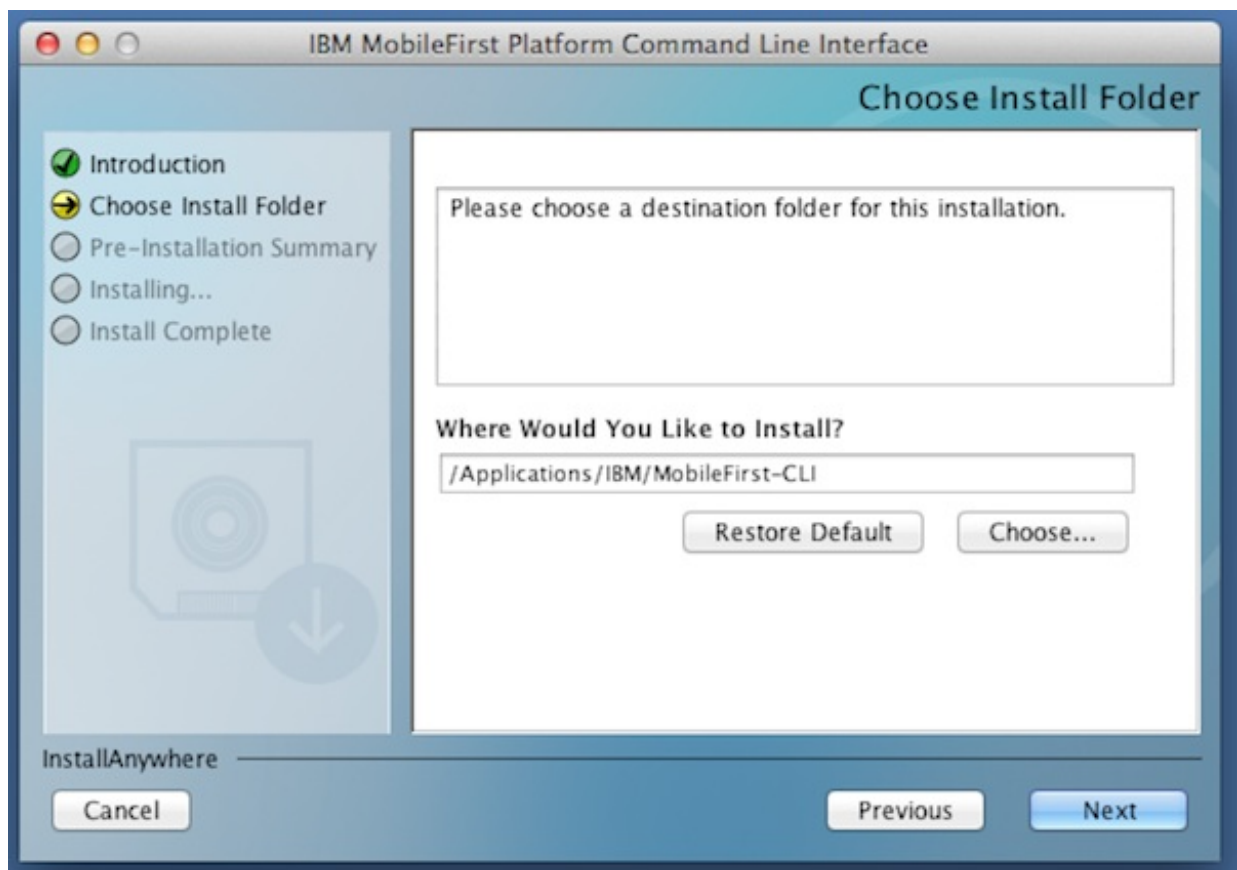 IBM MobileFirst Platform Command Line Interface
Choose Install Folder
Introduction
Choose Install Folder
Pre-Installation Summary
Installing...
Install Complete
Please choose a destination folder for this installation.
Where Would You Like to Install?
/Applications/IBM/MobileFirst-CLI
Restore Default
Choose...
InstallAnywhere
Cancel
Previous
Next